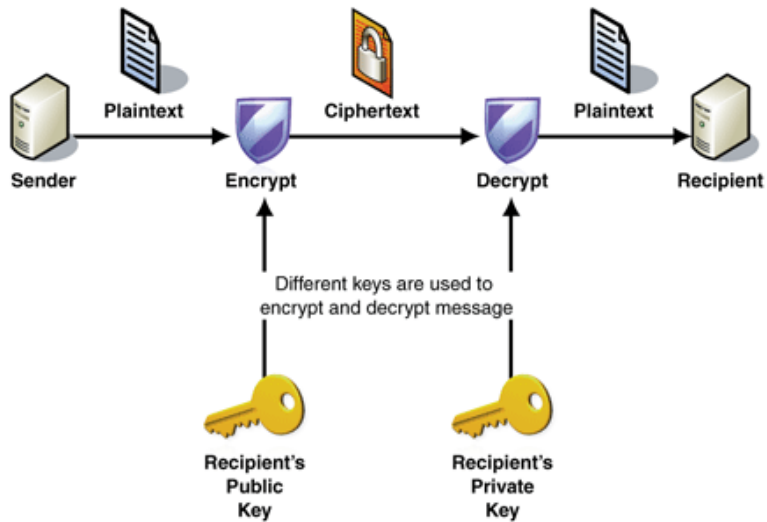 Plaintext
Ciphertext
Plaintext
Sender
Encrypt
Decrypt
Recipient
Different keys are used to
encrypt and decrypt message
Recipient's
Public
Key
Recipient's
Private
Key